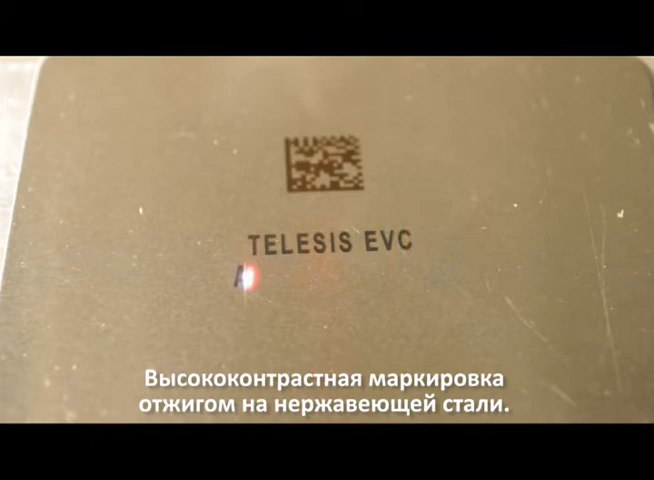 TELESIS EVC
Высококонтрастная маркировка
отжигом на нержавеющей стали.